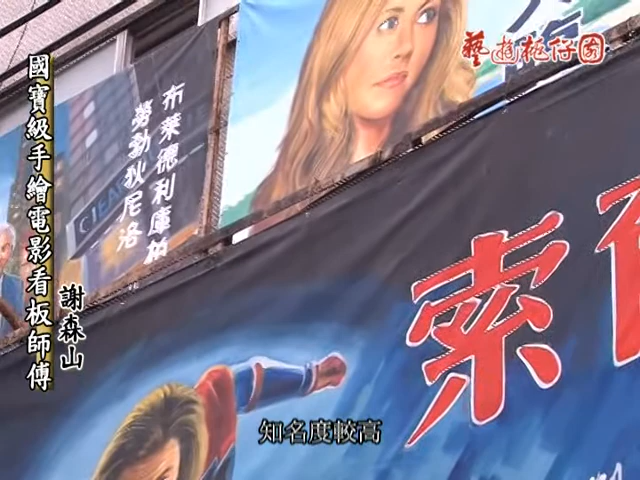 藝遊桃仔園
國寶級手繪電影看板師傅
謝森山
布萊德利庫柏
勞勃狄尼洛
索
知名度較高